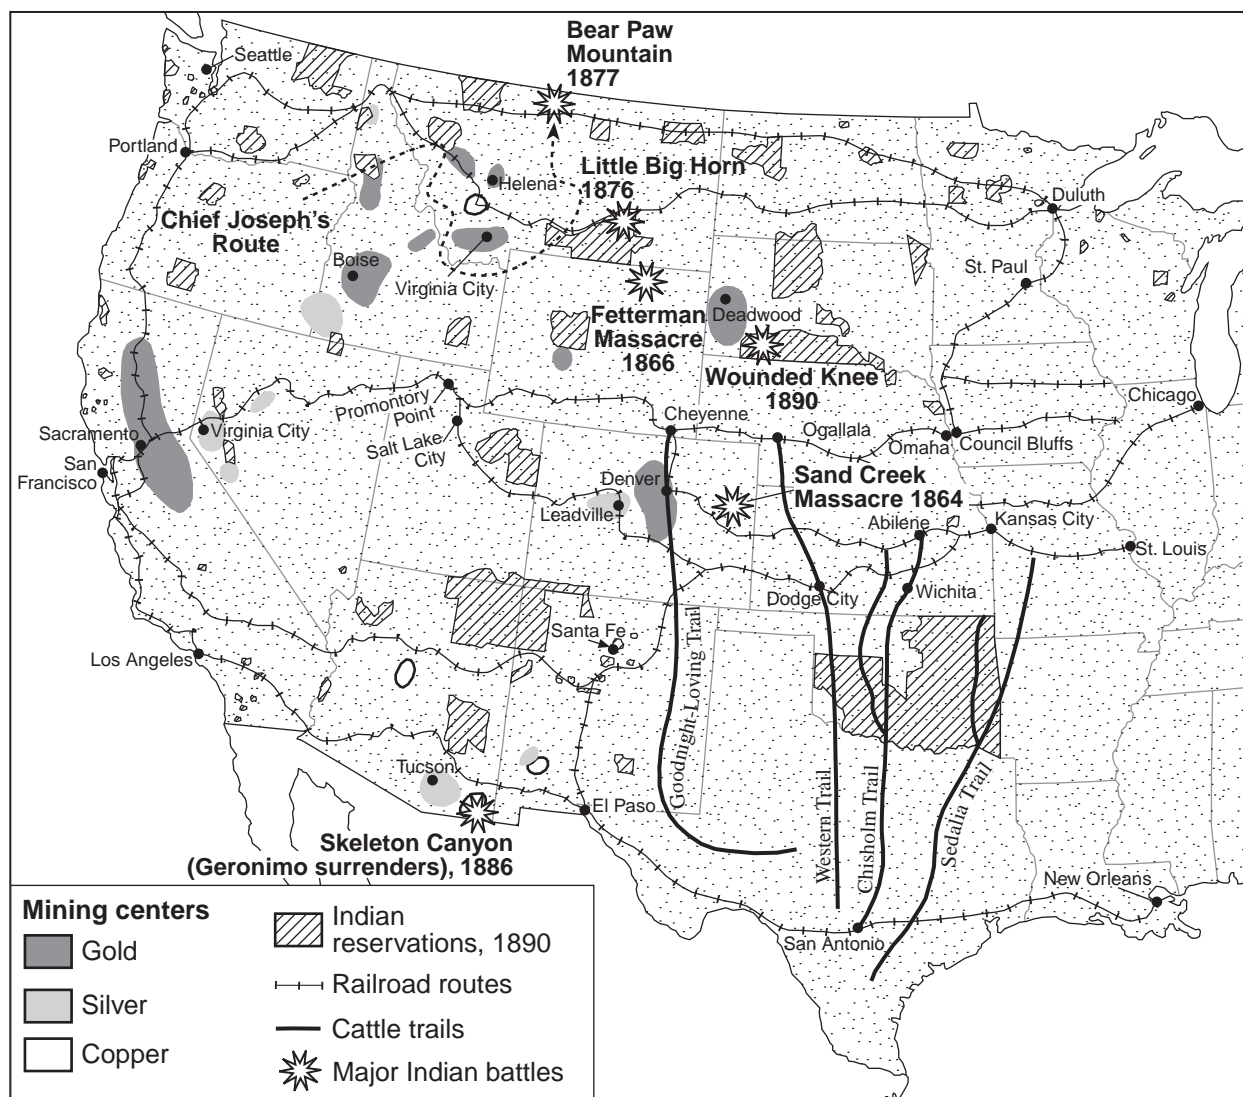 Bear Paw
Mountain
1877
Seattle
Portland
Little Big Horn
1876
Helena
Duluth
Chief Joseph's
Route
Boise
St. Paul
Virginia City
Deadwood
Fetterman
Massacre
1866
Wounded Knee
1890
Promontory
Point
Chicago
Cheyenne
Ogallala
Sacramento
Virginia City
Salt Lake
City
Omaha
Council Bluffs
San
Francisco
Denver
Sand Creek
Massacre 1864
Leadville
Abilene
Kansas City
St. Louis
Dodge City
Wichita
Santa Fe
Los Angeles
Goodnight-Loving Trail
Western Trail
Chisholm Trail
Sedalia Trail
Tucson
El Paso
Skeleton Canyon
(Geronimo surrenders), 1886
New Orleans
San Antonio
Mining centers
Gold
Silver
Copper
Indian
reservations, 1890
Railroad routes
Cattle trails
Major Indian battles